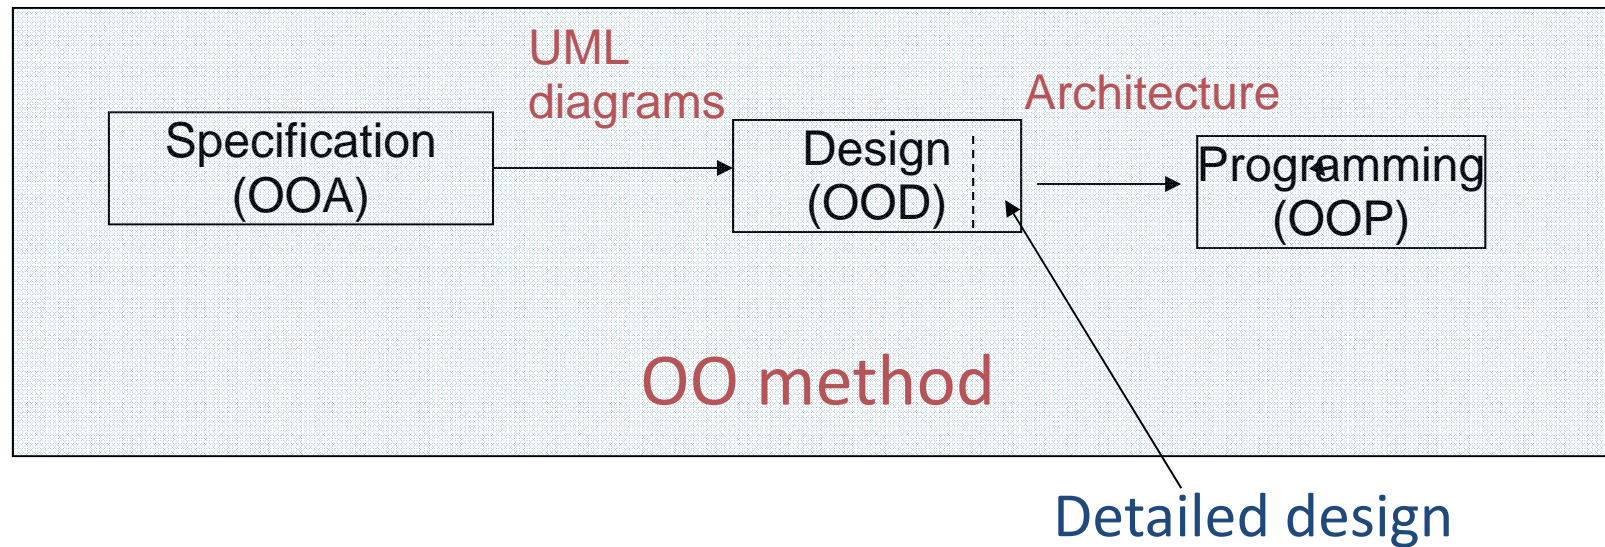 UML
diagrams
Architecture
Specification
(OOA)
Design
(OOD)
Programming
(OOP)
OO method
Detailed design